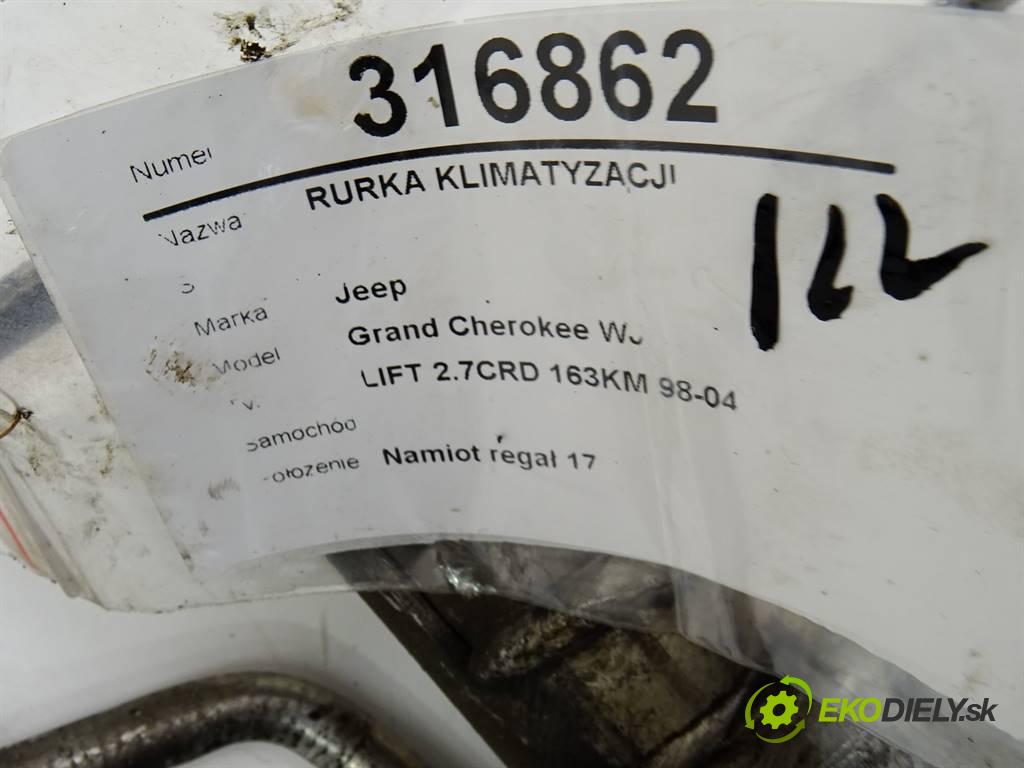 316862
Numer
RURKA KLIMATYZACJI
Nazwa
Marka Jeep
Model Grand Cherokee WJ
LIFT 2.7CRD 163KM 98-04
samochód
Namiot regał 17
EKODIELY.sk